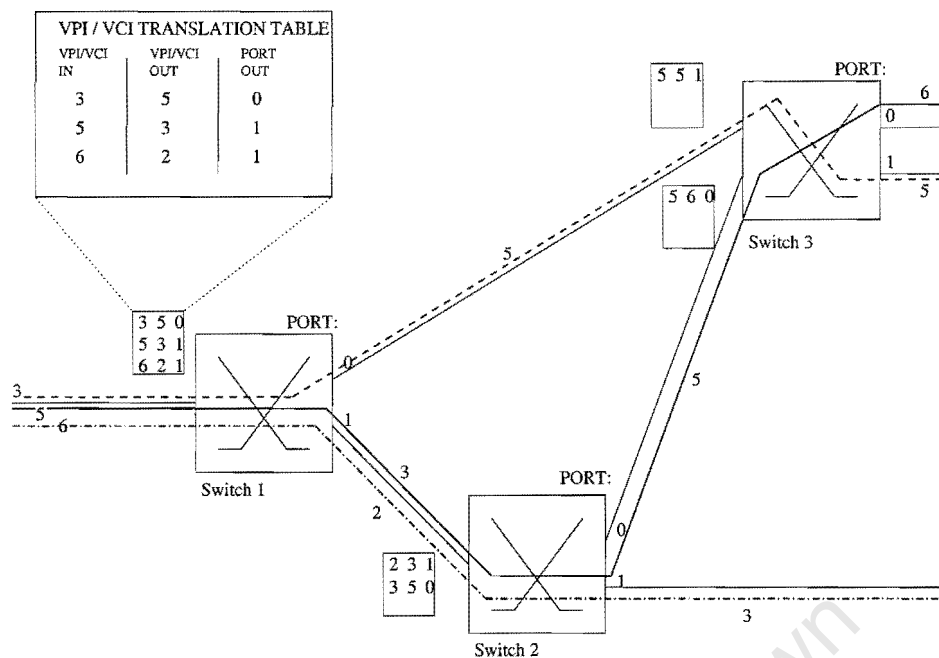 VPI / VCI TRANSLATION TABLE
VPI/VCI IN VPI/VCI OUT PORT OUT
3 5 0
5 3 1
6 2 1
5 5 1
PORT:
6
0
1
5
5 6 0
Switch 3
5
3 5 0
5 3 1
6 2 1
PORT:
0
3
5
6
1
Switch 1
3
2
5
PORT:
0
2 3 1
3 5 0
1
3
Switch 2
wn